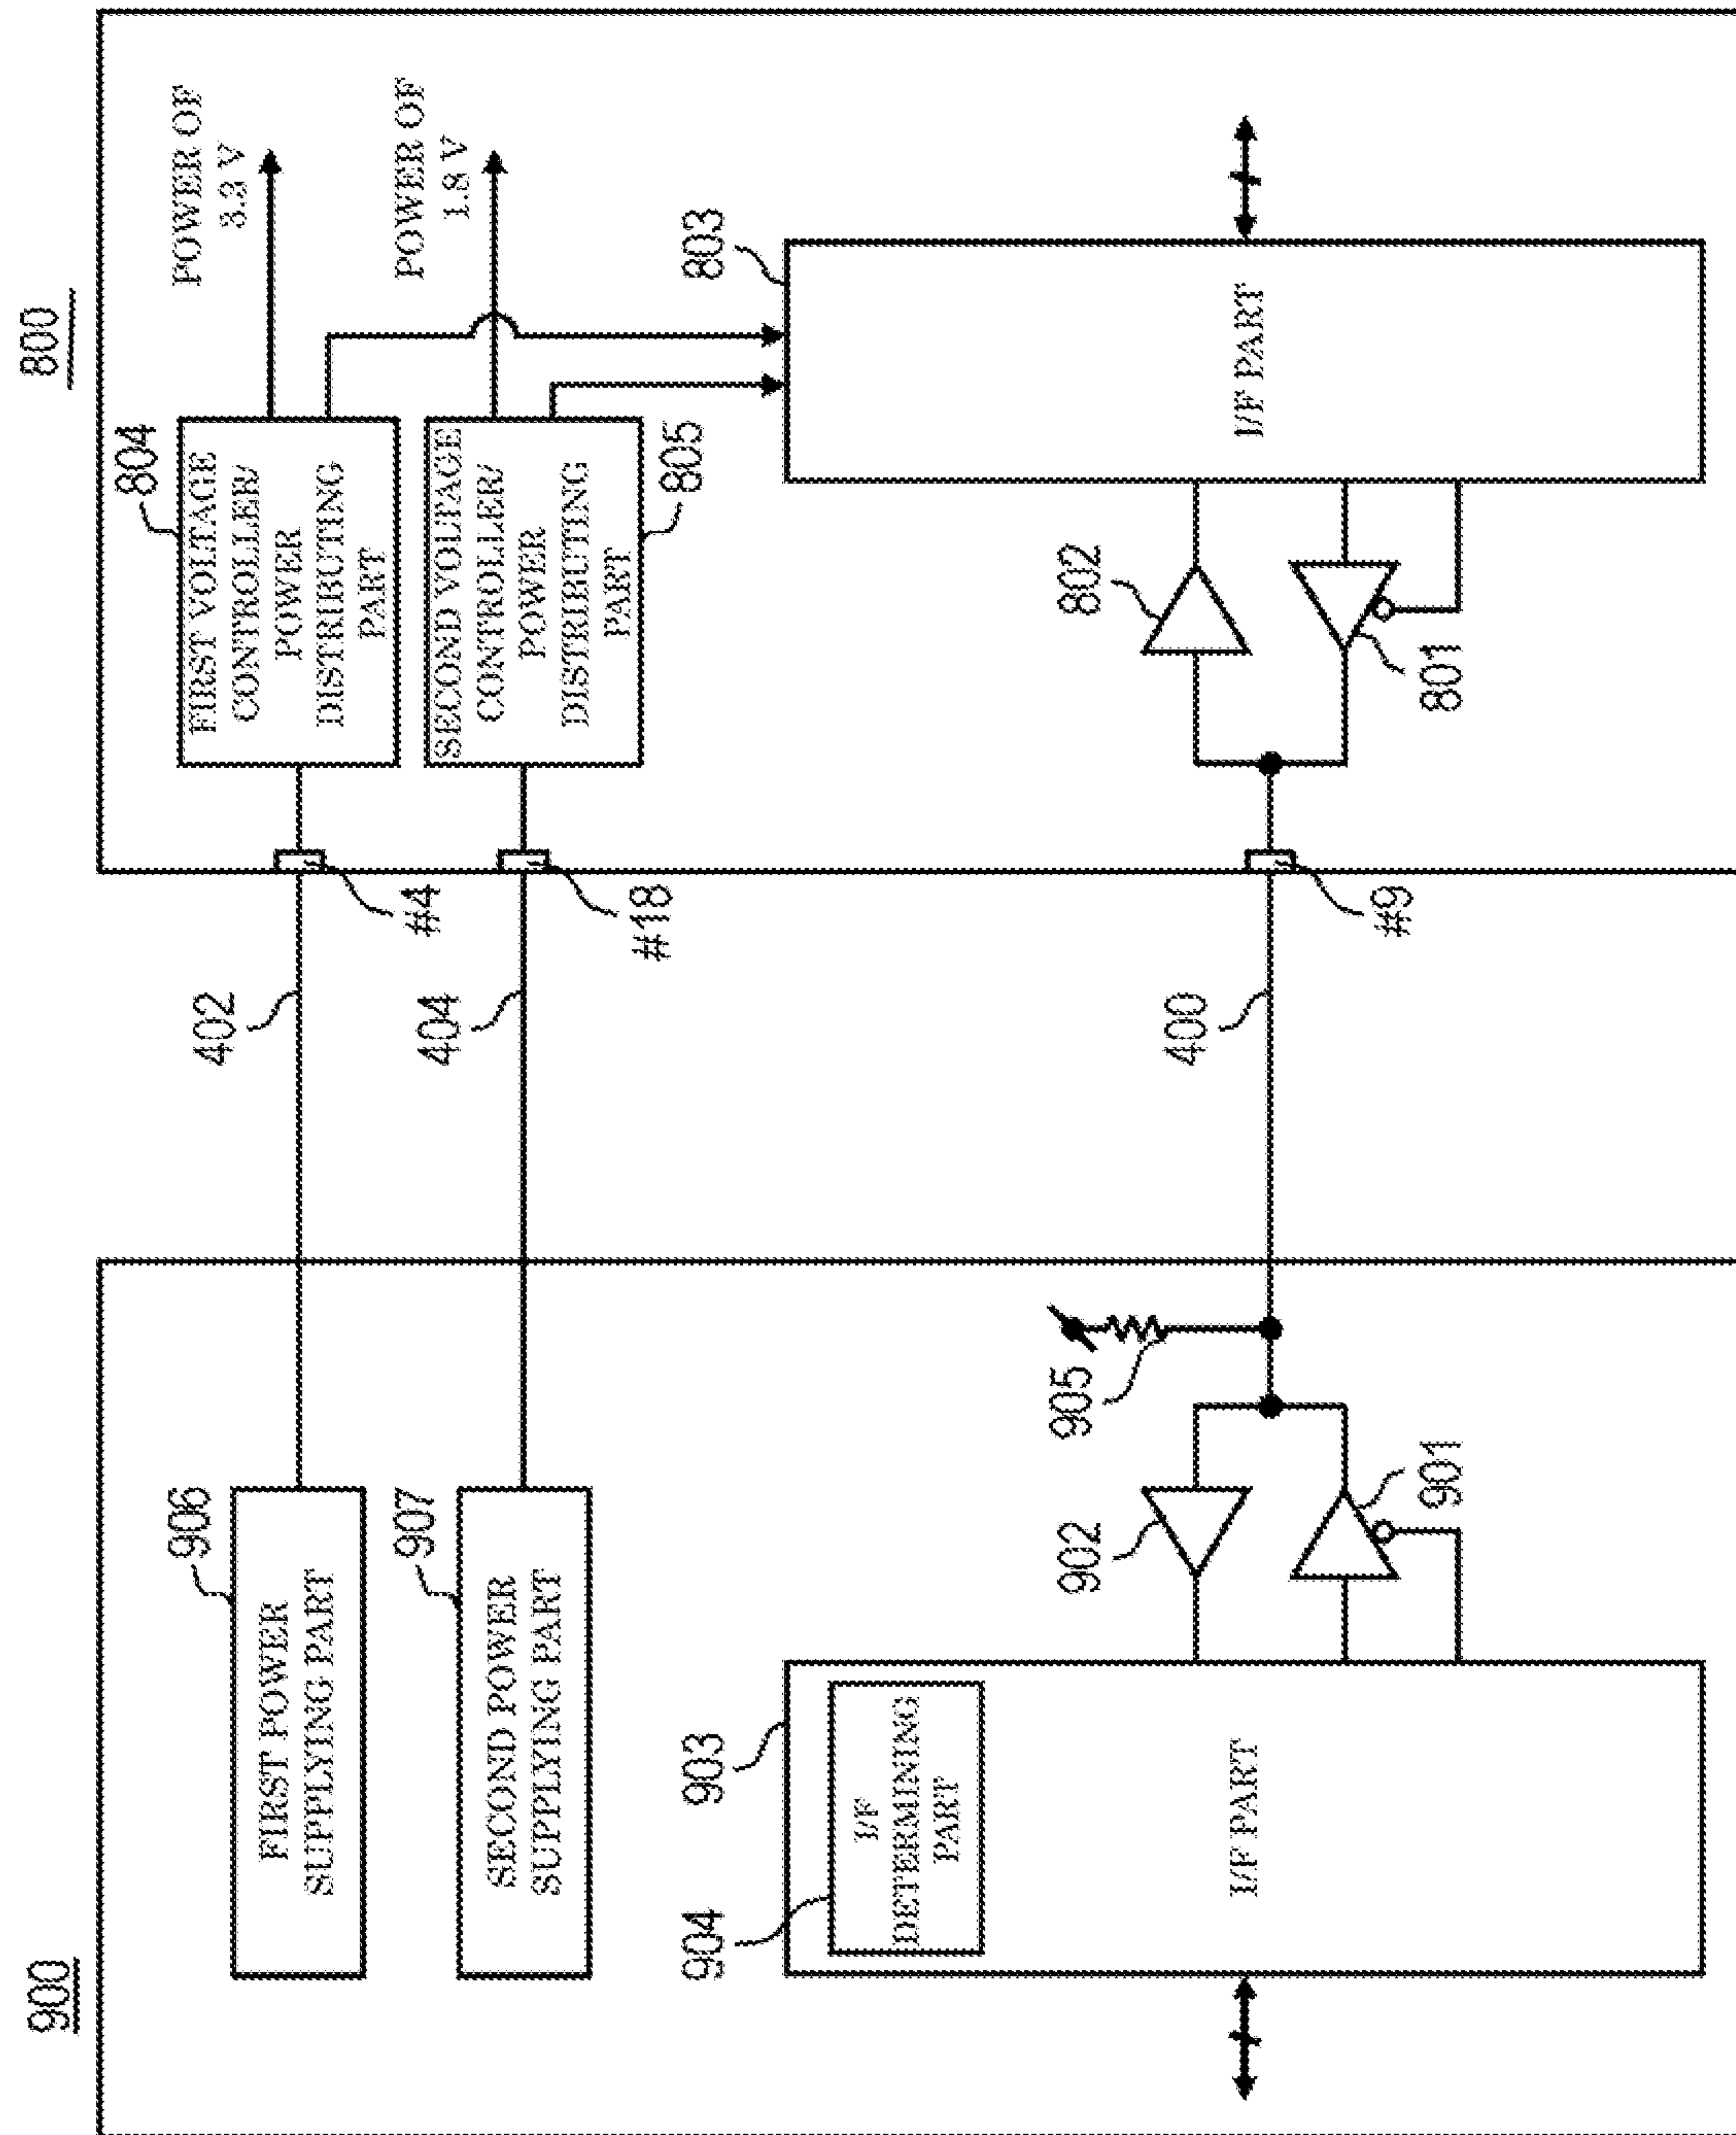 900
800
906
FIRST POWER
SUPPLYING PART
907
SECOND POWER
SUPPLYING PART
402
#4
404
#18
804
FIRST VOLTAGE
CONTROLLER/
POWER
DISTRIBUTING
PART
SECOND VOLPAGE
CONTROLLER/
POWER
DISTRIBUTING
PART
805
POWER OF
3.3 V
POWER OF
1.8 V
903
904
I/F
DETERMINING
PART
I/F PART
902
901
905
400
#9
802
801
803
I/F PART